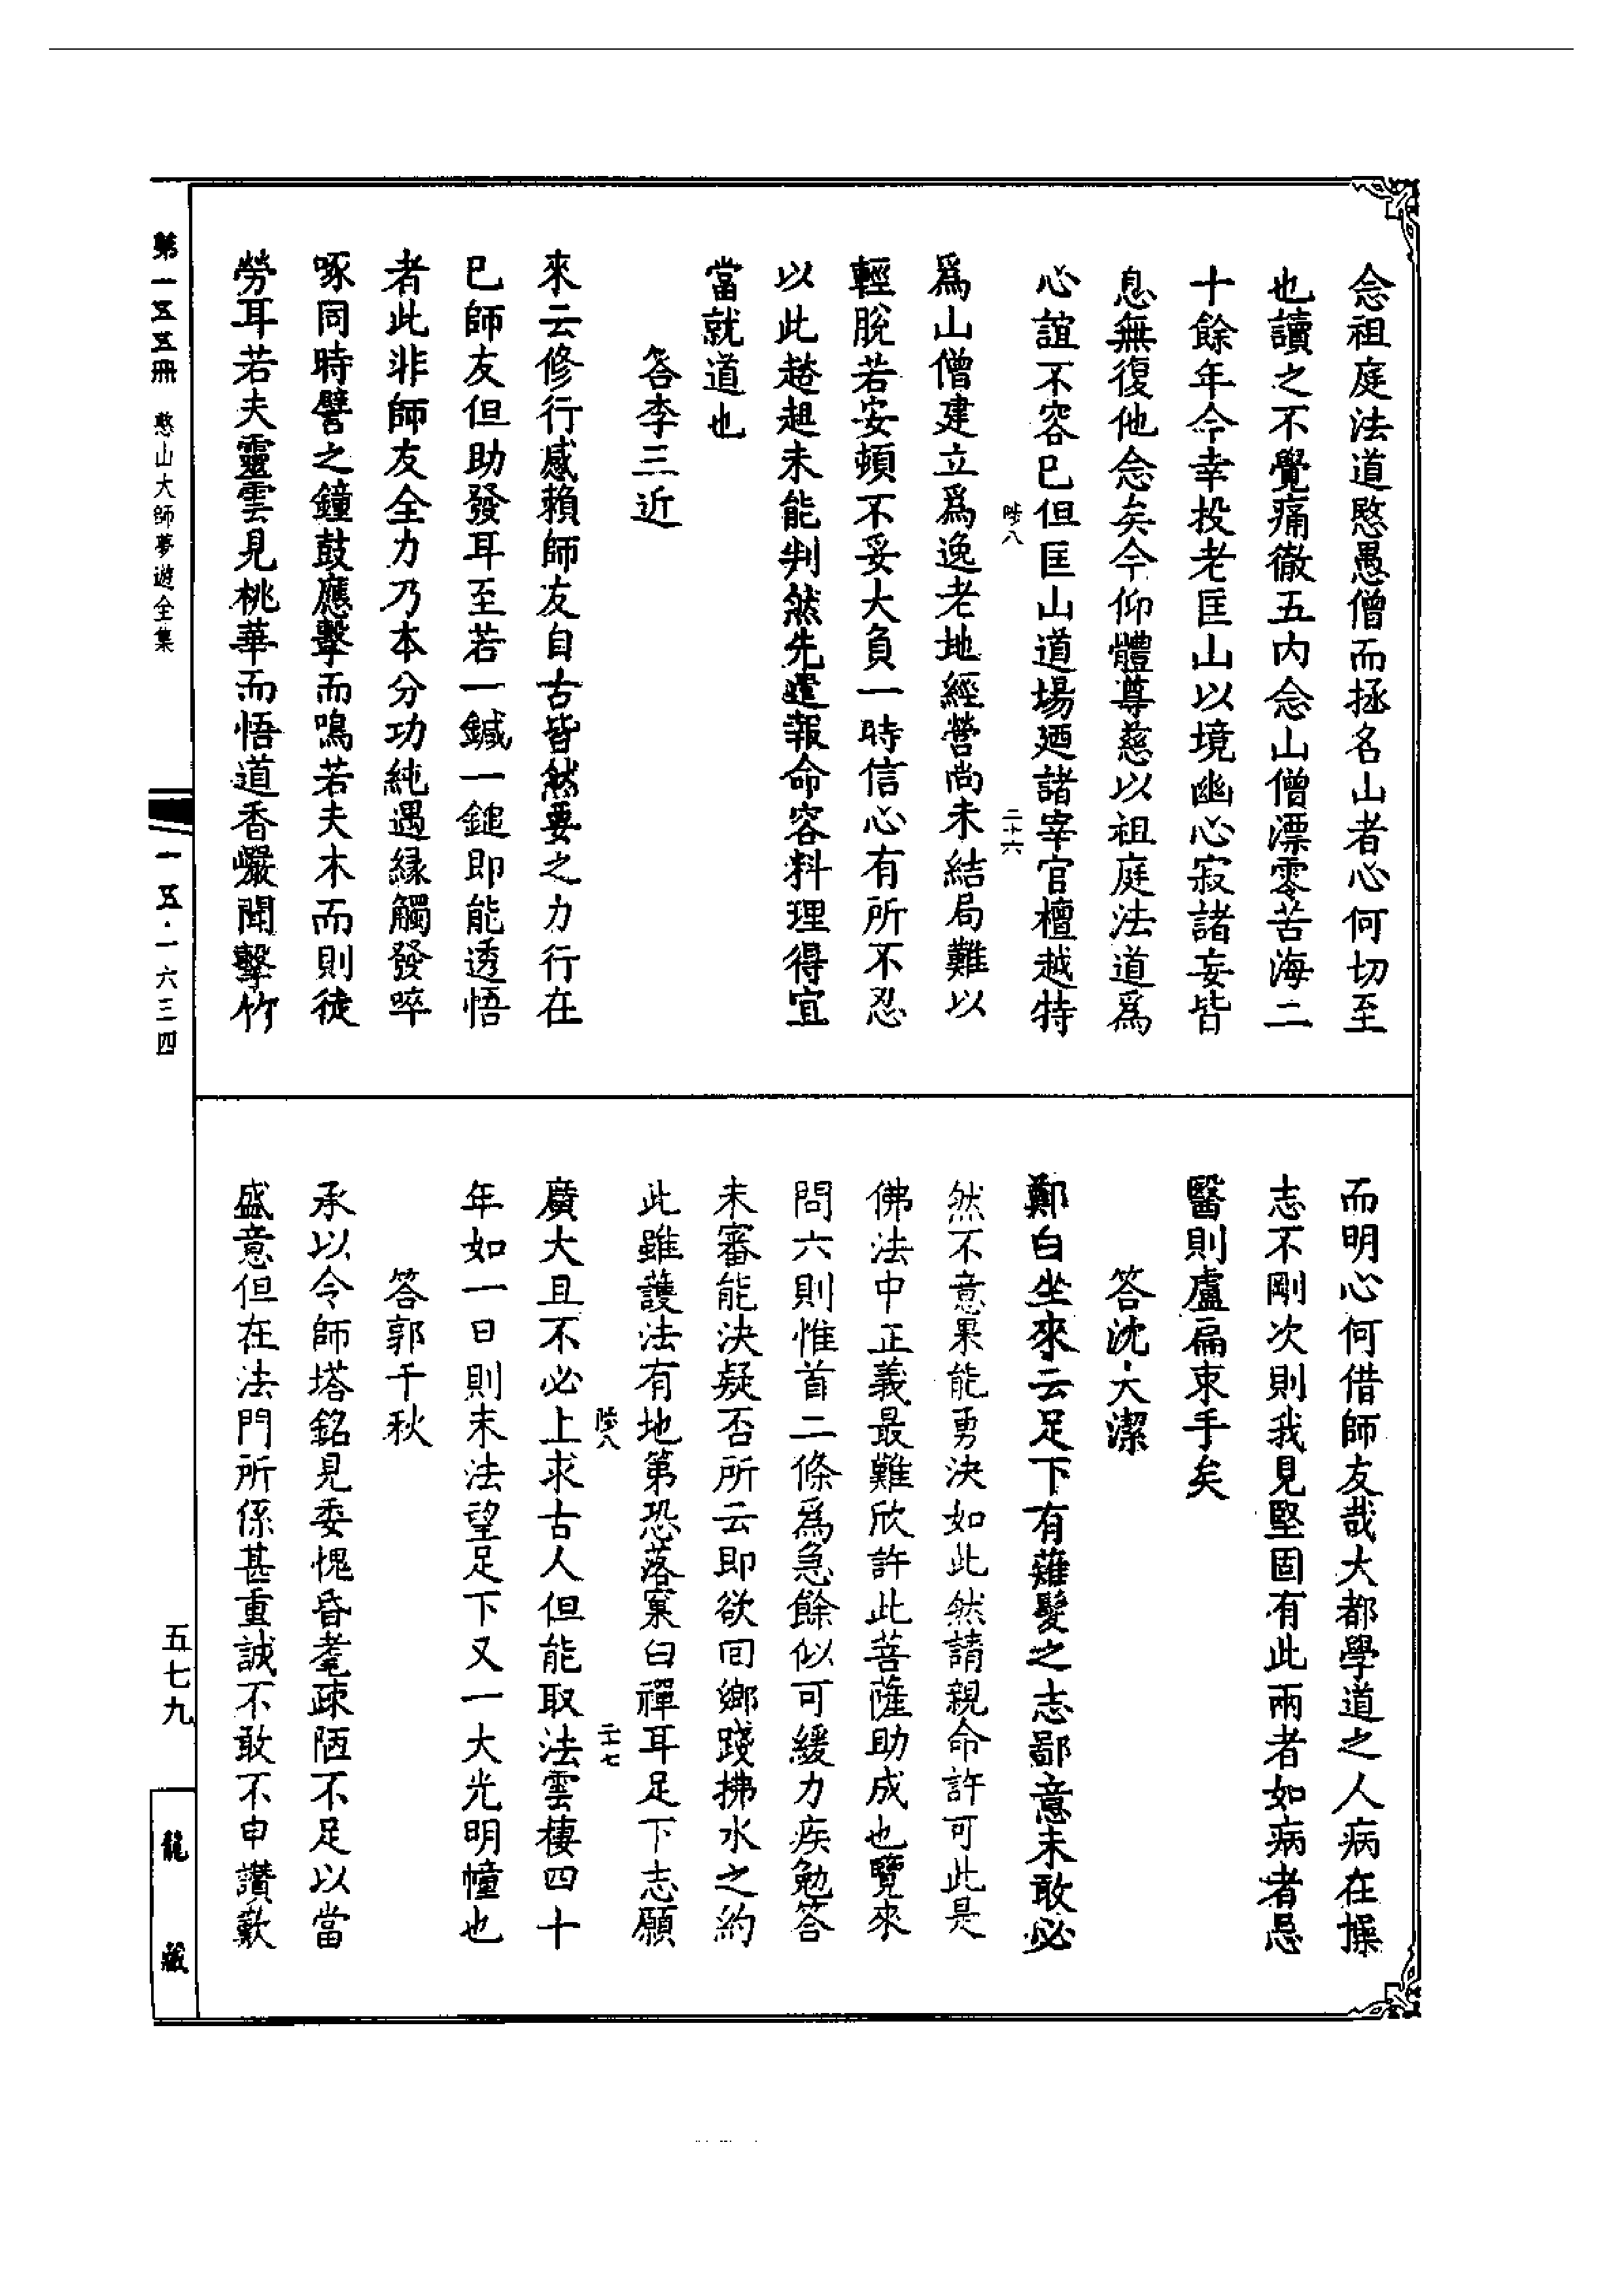 念祖庭法道愍愚僧而拯名山者心何切至
也讀之不覺痛徹五内念山僧漂零苦海二
十餘年今幸投老匡山以境幽心寂諸妄皆
息無復他念矣今仰體尊慈以祖庭法道爲
心誼不容已但匡山道場廼諸宰官檀越特
陟八 二十六
爲山僧建立爲逸老地經營尚未結局難以
輕脫若安頓不妥大負一時信心有所不忍
以此趦趄未能判然先遣報命容料理得宜
當就道也
答李三近
來云修行感賴師友自古皆然要之力行在
已師友但助發耳至若一鍼一鎚即能透悟
者此非師友全力乃本分功純遇緣觸發啐
啄同時譬之鐘鼓應擊而鳴若夫木而則徒
勞耳若夫靈雲見桃華而悟道香巖聞擊竹
而明心何借師友哉大都學道之人病在操
志不剛次則我見堅固有此兩者如病者忌
醫則盧扁束手矣
答沈大潔
鄭白坐來云足下有薙髮之志鄙意未敢必
然不意果能勇決如此然請親命許可此是
佛法中正義最難欣許此菩薩助成也覽來
問六則惟首二條爲急餘似可緩力疾勉答
未審能決疑否所云即欲回鄉踐拂水之約
此雖護法有地第恐落窠臼禪耳足下志願
陟八 二十七
廣大且不必上求古人但能取法雲棲四十
年如一日則末法望足下又一大光明幢也
答郭千秋
承以令師塔銘見委愧昏耄疎陋不足以當
盛意但在法門所係甚重誠不敢不申讚歎
第一五五冊 憨山大師夢遊全集
一五·一六三四
五七九
龍藏